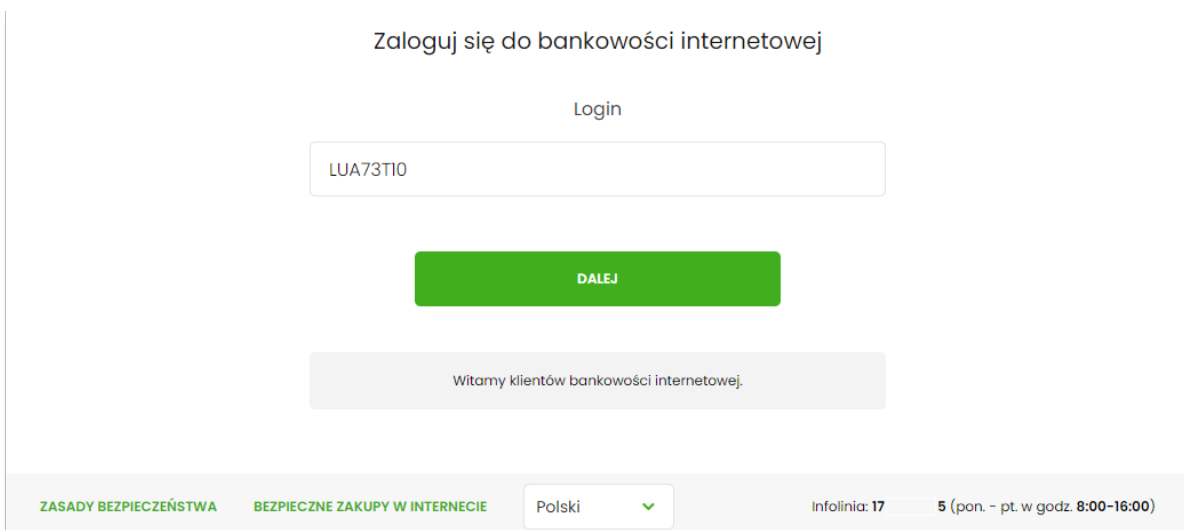 Zaloguj się do bankowości internetowej
Login
LUA73T10
DALEJ
Witamy klientów bankowości internetowej.
ZASADY BEZPIECZEŃSTWA BEZPIECZNE ZAKUPY W INTERNECIE Polski Infolinia: 17 5 (pon. - pt. w godz. 8:00-16:00)